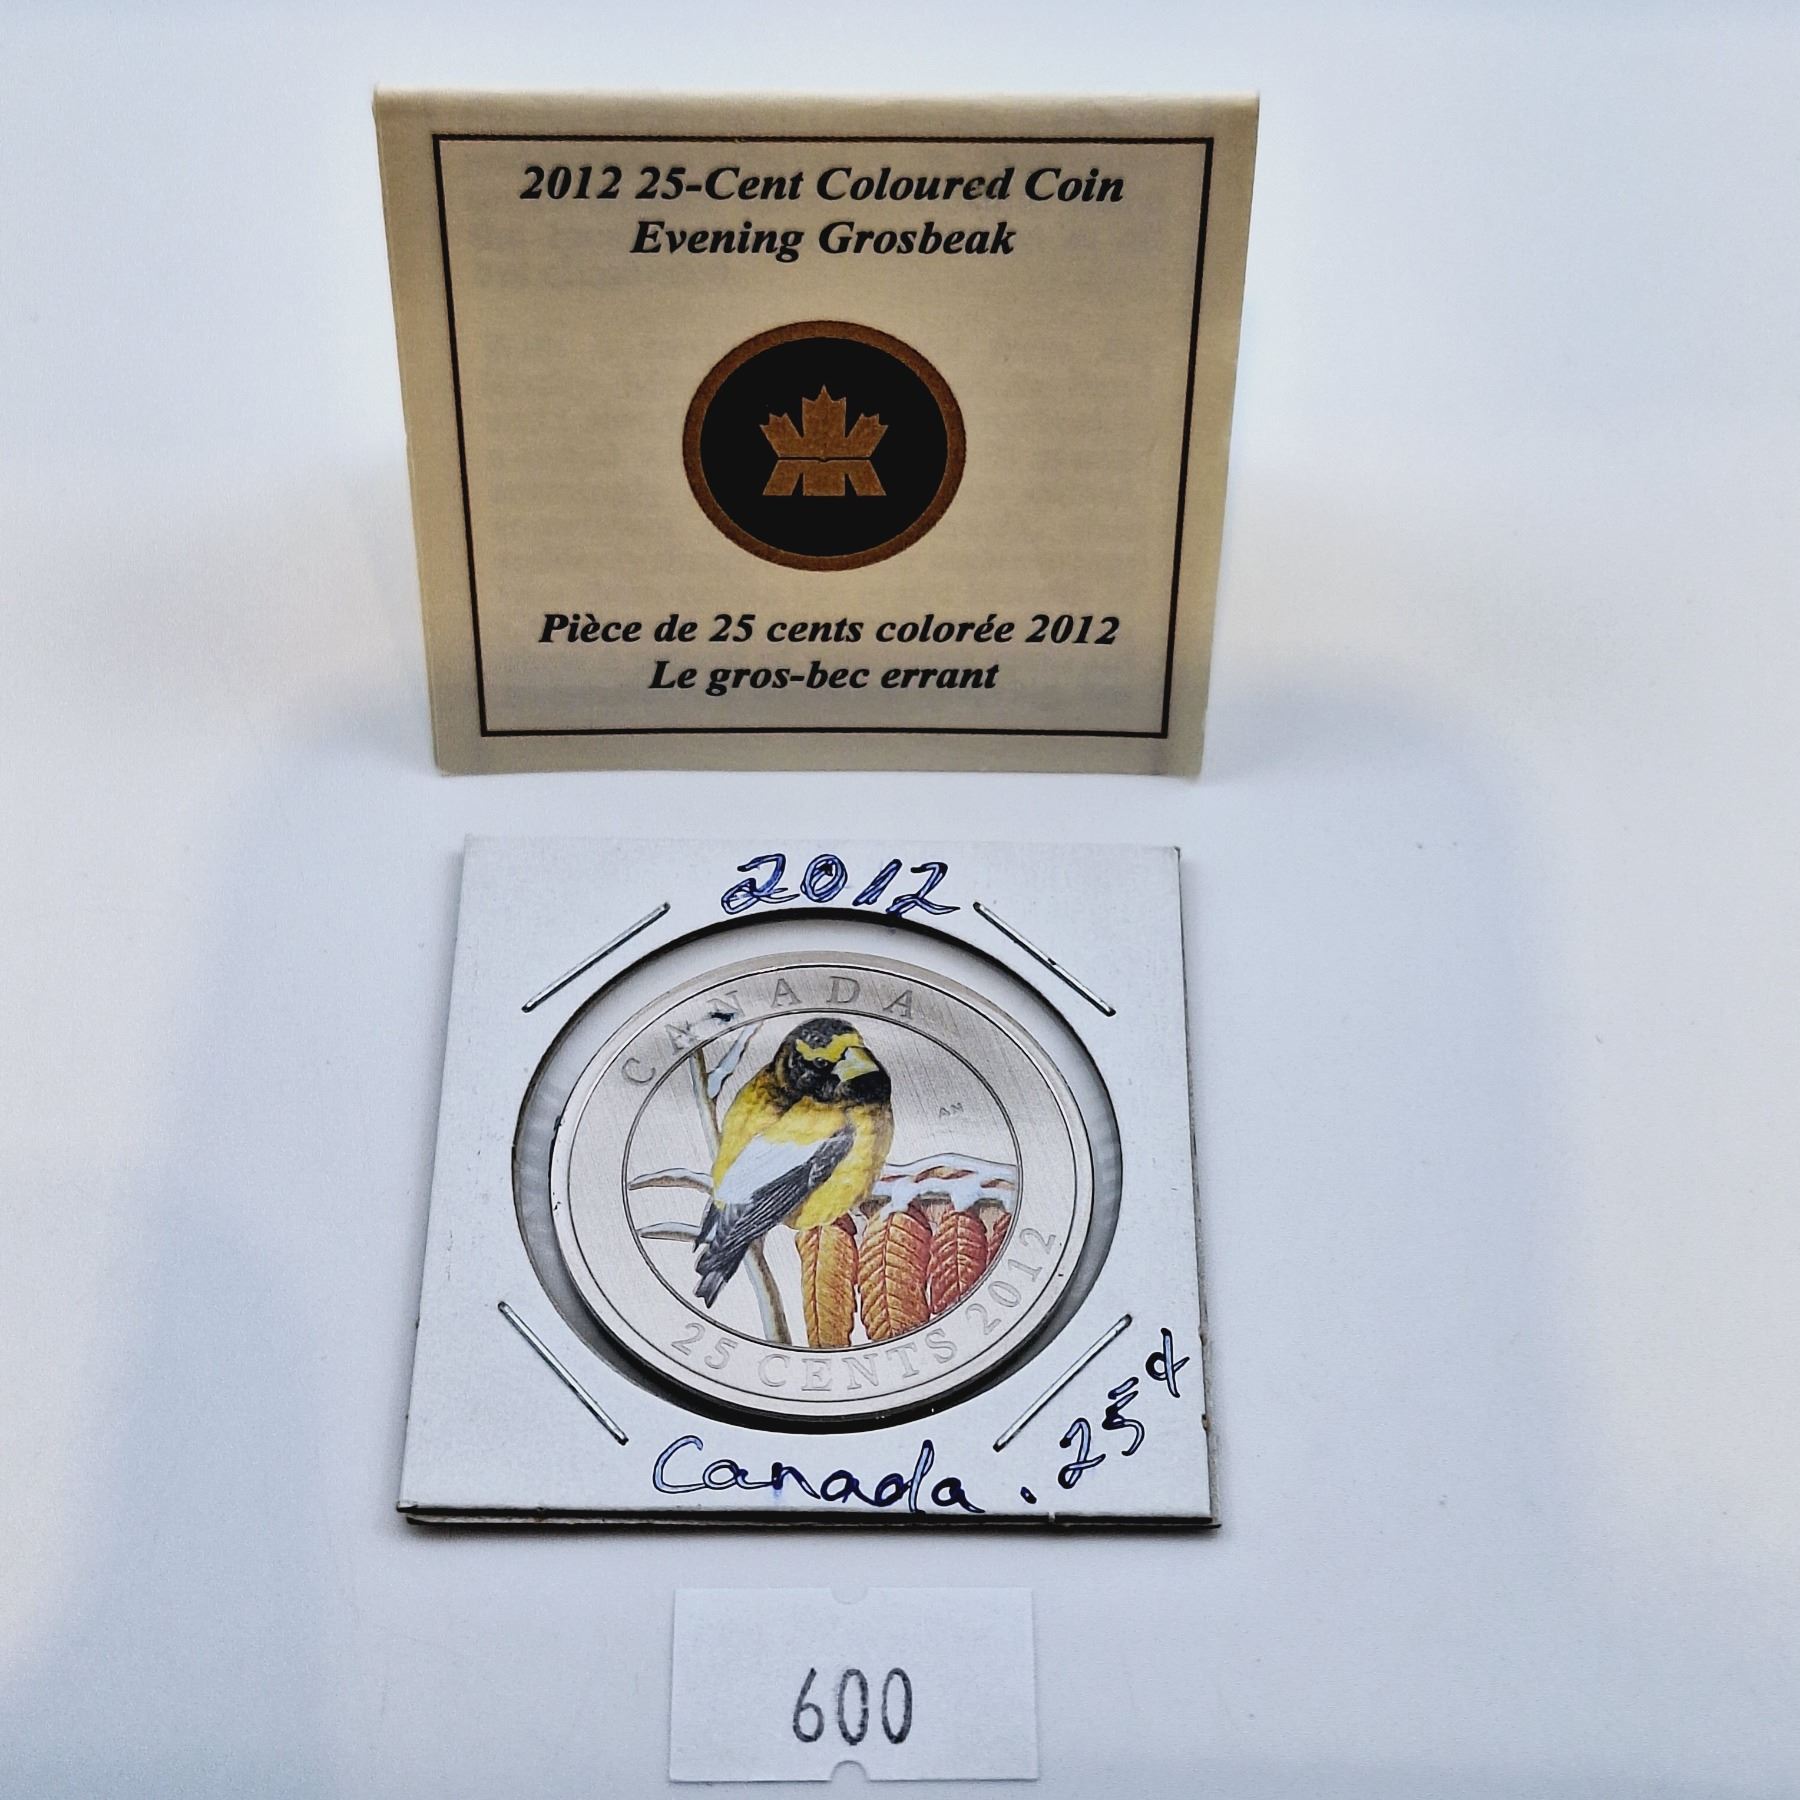 2012 25-Cent Coloured Coin
Evening Grosbeak
Pièce de 25 cents colorée 2012
Le gros-bec errant
2012
CANADA
AN
25 CENTS 2012
Canada . 25¢
600